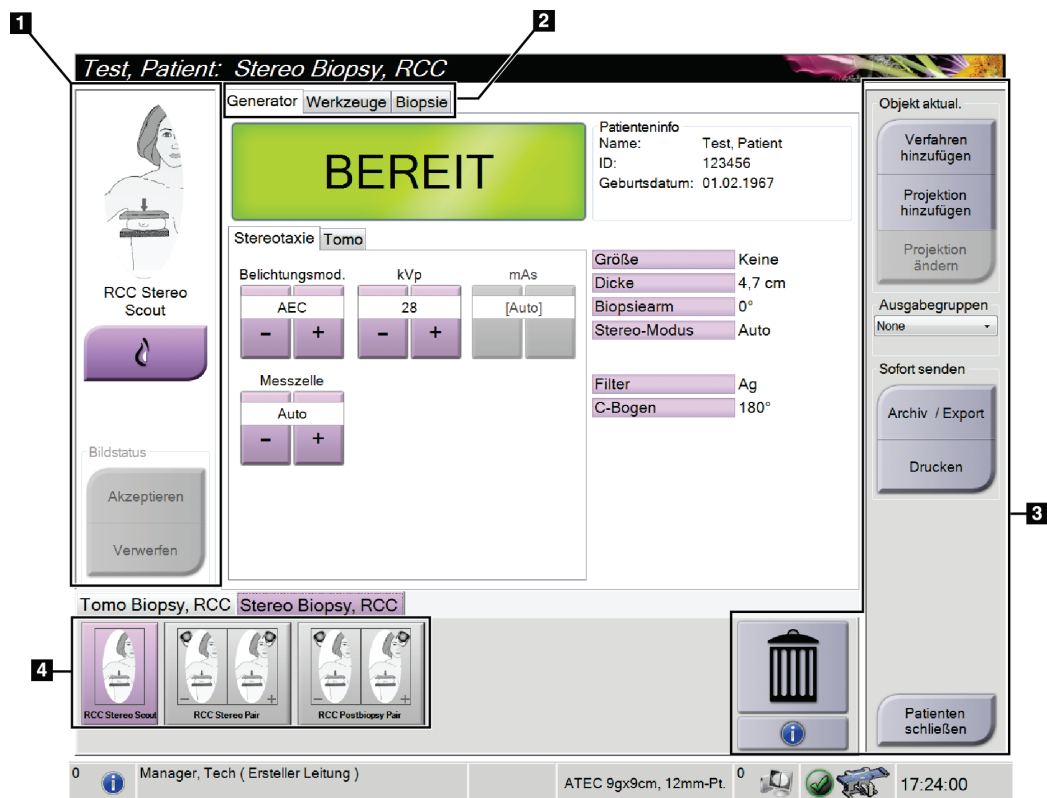 1
2
Test, Patient: Stereo Biopsy, RCC
Generator Werkzeuge Biopsie
BEREIT
Patienteninfo
Name: Test, Patient
ID: 123456
Geburtsdatum: 01.02.1967
Objekt aktual.
Verfahren
hinzufügen
Projektion
hinzufügen
Projektion
ändern
RCC Stereo
Scout
Stereotaxie Tomo
Belichtungsmod. kVp mAs
AEC 28 [Auto]
- + - +
Messzelle
Auto
- +
Größe Keine
Dicke 4,7 cm
Biopsiearm 0°
Stereo-Modus Auto
Filter Ag
C-Bogen 180°
Ausgabegruppen
None
Sofort senden
Archiv / Export
Drucken
Bildstatus
Akzeptieren
Verwerfen
3
Tomo Biopsy, RCC Stereo Biopsy, RCC
4
- + - +
RCC Stereo Scout RCC Stereo Pair RCC Postbiopsy Pair
i
Patienten
schließen
0 i Manager, Tech ( Ersteller Leitung ) ATEC 9gx9cm, 12mm-Pt. 0 17:24:00